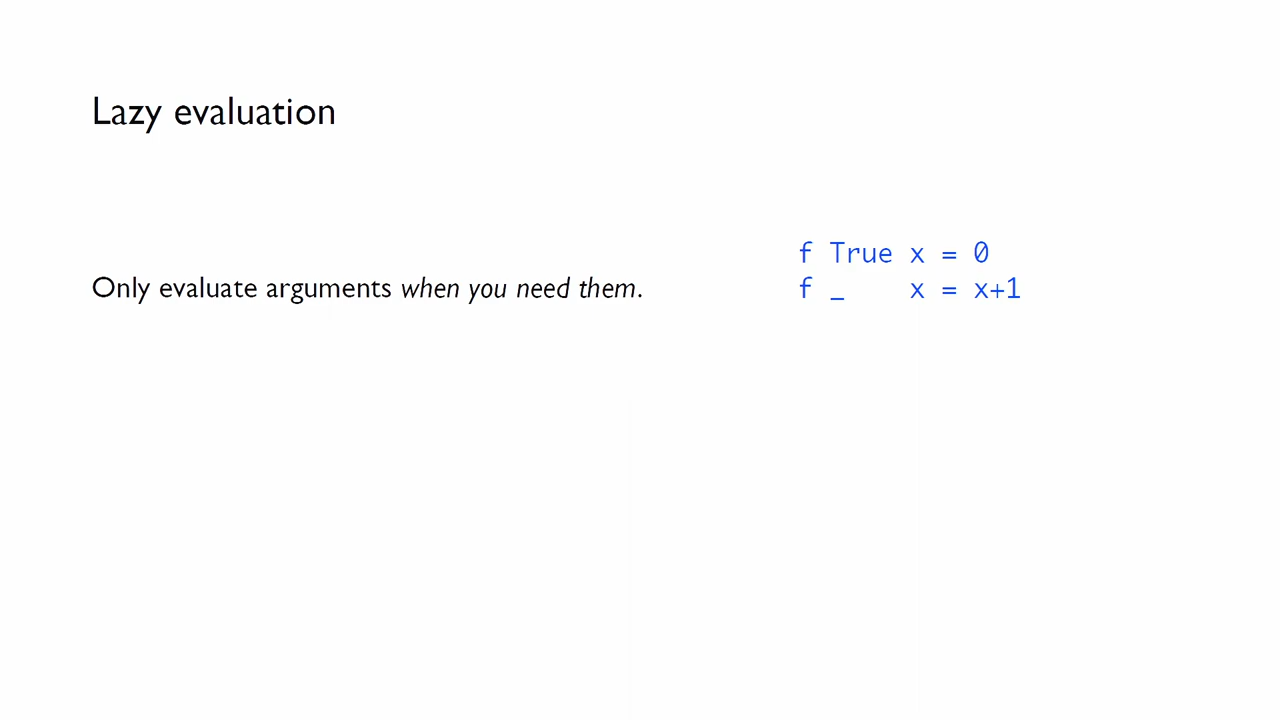 Lazy evaluation
Only evaluate arguments when you need them.
f True x = 0
f _    x = x+1